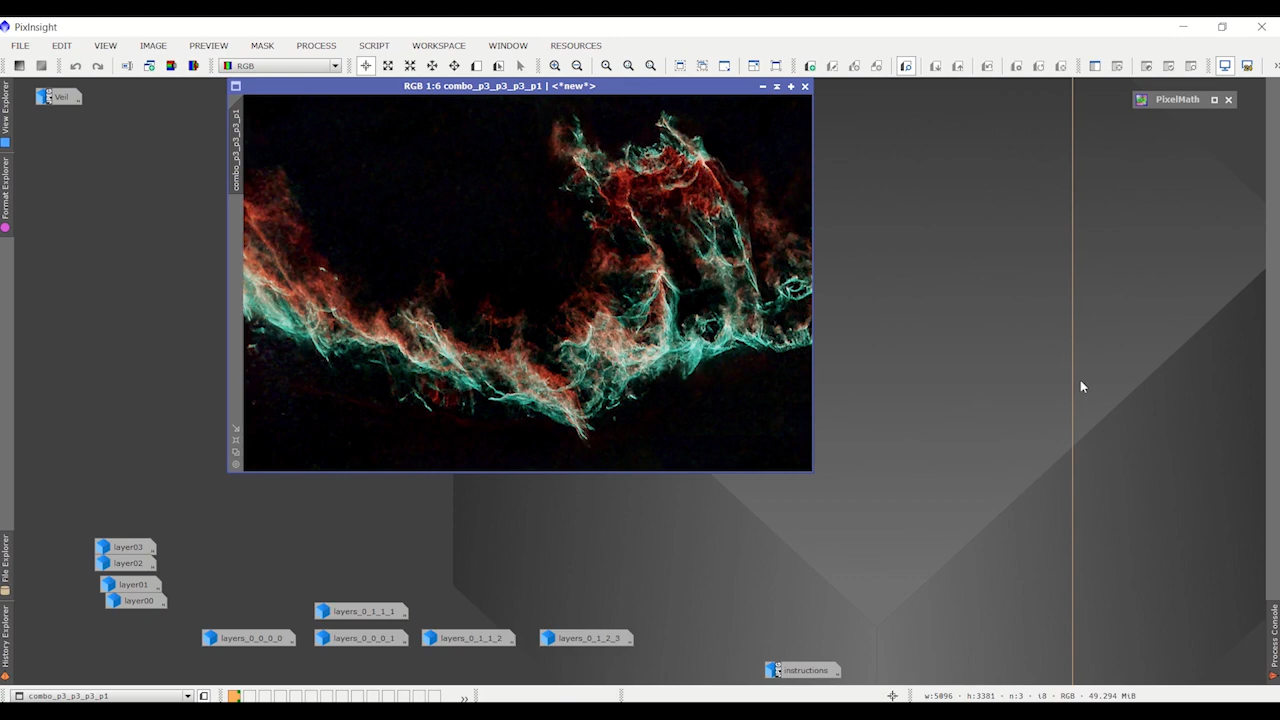 PixInsight
FILE EDIT VIEW IMAGE PREVIEW MASK PROCESS SCRIPT WORKSPACE WINDOW RESOURCES
RGB
View Explorer
Format Explorer
File Explorer
History Explorer
Veil
RGB 1:6 combo_p3_p3_p3_p1 | <*new*>
combo_p3_p3_p3_p1
PixelMath
layer03
layer02
layer01
layer00
layers_0_1_1_1
layers_0_0_0_0
layers_0_0_0_1
layers_0_1_1_2
layers_0_1_2_3
instructions
Process Console
combo_p3_p3_p3_p1
w:5096 · h:3381 · n:3 · i8 · RGB · 49.294 MiB